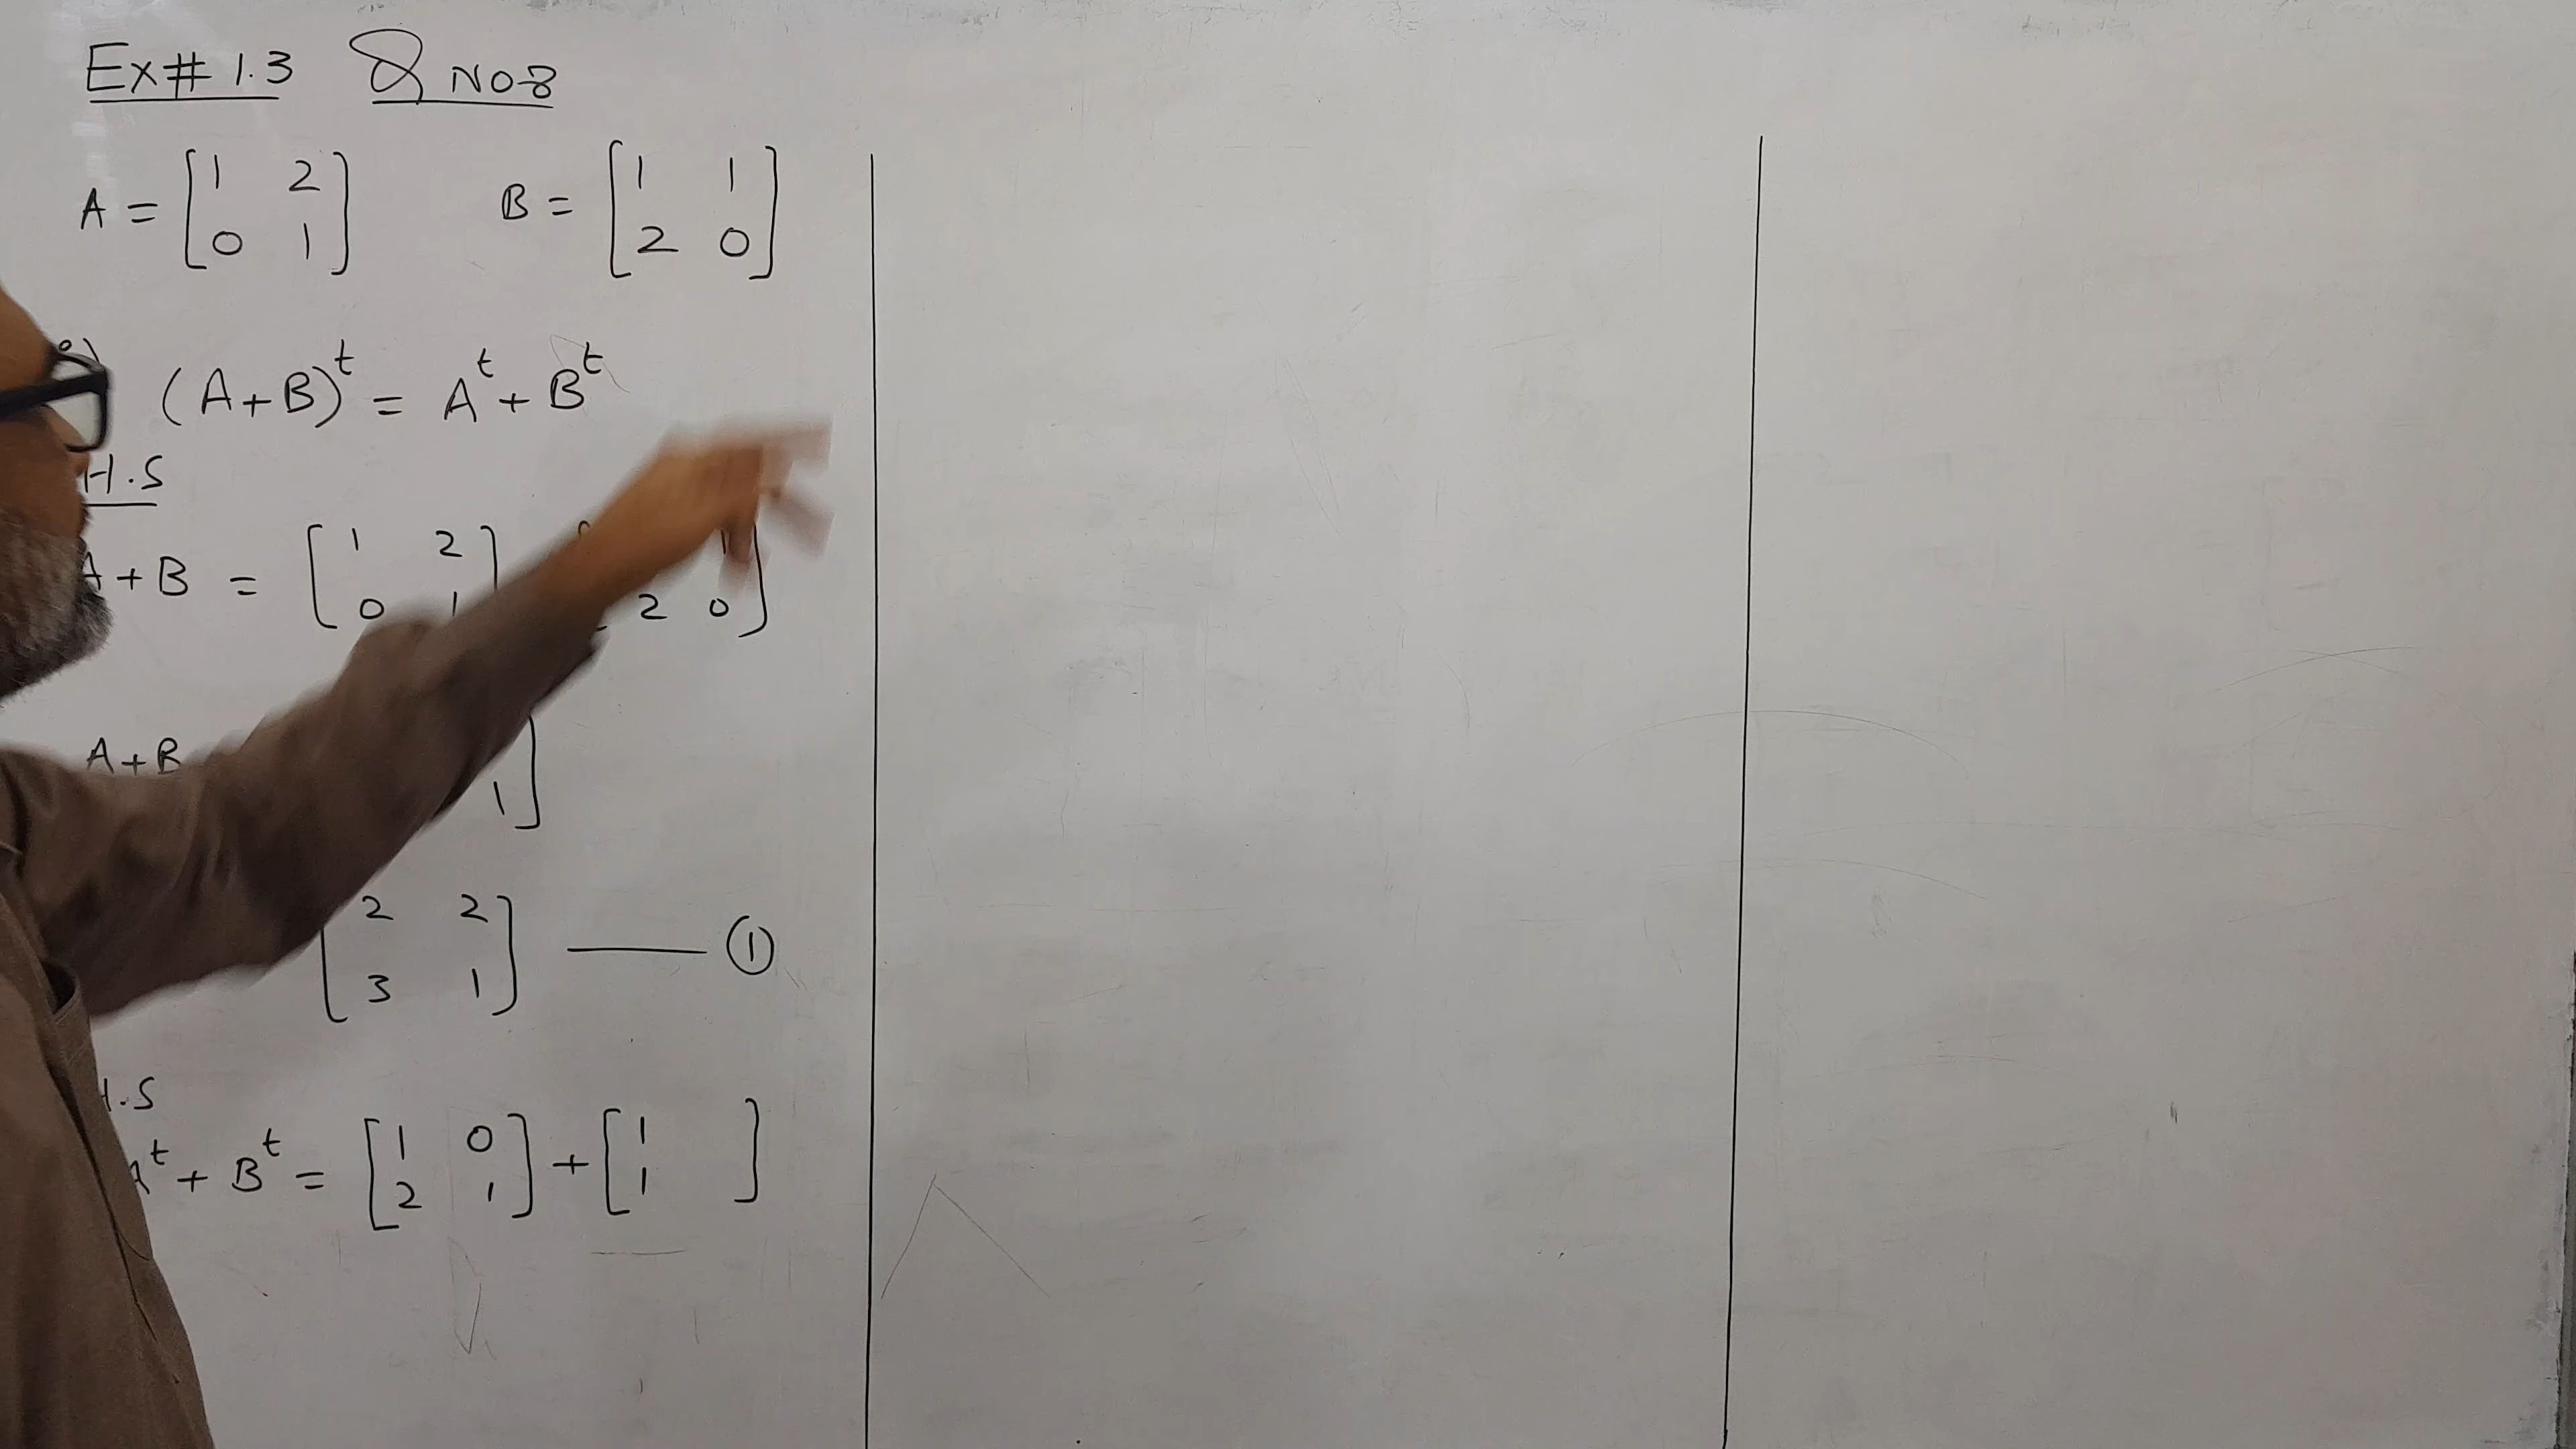 Ex# 1.3 Q No-8
A = [1 2 0 1] B = [1 1 2 0]
(A+B)^t = A^t + B^t
H.S
A+B = [1 2 0 1] [1 2 0]
A+B 1]
[2 2 3 1] —— ①
H.S
A^t + B^t = [1 0 2 1] + [1 1 ]